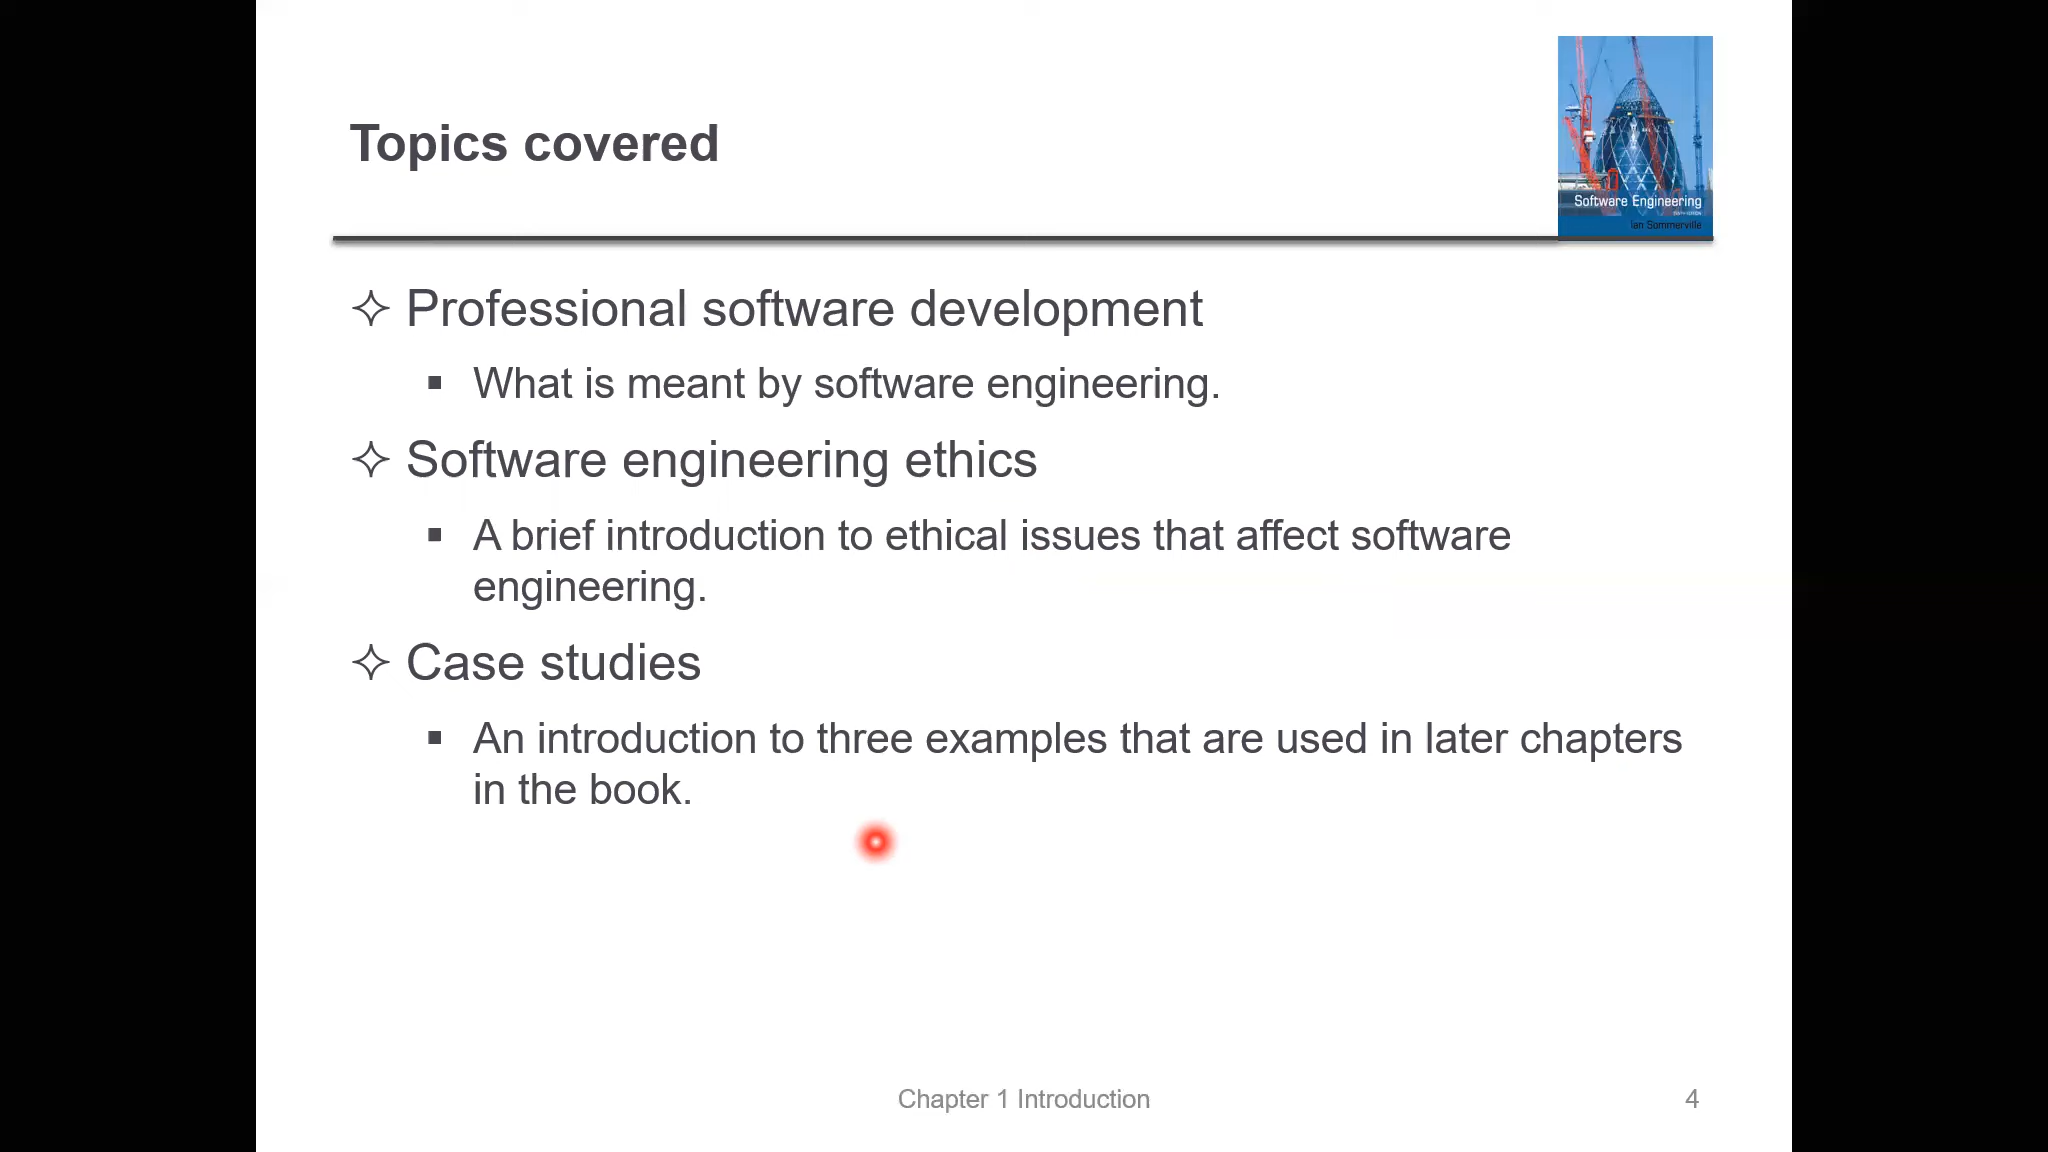 Topics covered
Software Engineering
Ian Sommerville
Professional software development
What is meant by software engineering.
Software engineering ethics
A brief introduction to ethical issues that affect software
engineering.
Case studies
An introduction to three examples that are used in later chapters
in the book.
Chapter 1 Introduction
4